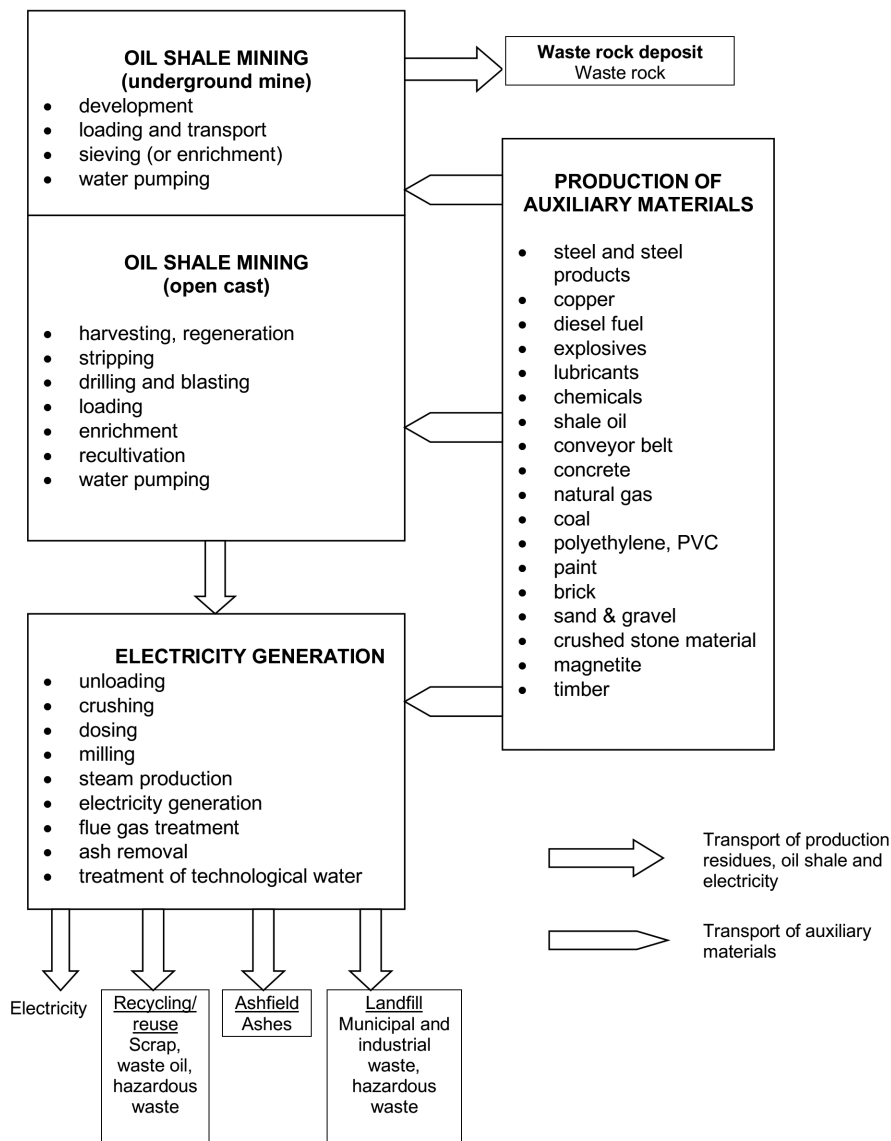 OIL SHALE MINING
(underground mine)
• development
• loading and transport
• sieving (or enrichment)
• water pumping
Waste rock deposit
Waste rock
OIL SHALE MINING
(open cast)
• harvesting, regeneration
• stripping
• drilling and blasting
• loading
• enrichment
• recultivation
• water pumping
PRODUCTION OF
AUXILIARY MATERIALS
• steel and steel
products
• copper
• diesel fuel
• explosives
• lubricants
• chemicals
• shale oil
• conveyor belt
• concrete
• natural gas
• coal
• polyethylene, PVC
• paint
• brick
• sand & gravel
• crushed stone material
• magnetite
• timber
ELECTRICITY GENERATION
• unloading
• crushing
• dosing
• milling
• steam production
• electricity generation
• flue gas treatment
• ash removal
• treatment of technological water
Transport of production
residues, oil shale and
electricity
Transport of auxiliary
materials
Electricity
Recycling/
reuse
Scrap,
waste oil,
hazardous
waste
Ashfield
Ashes
Landfill
Municipal and
industrial
waste,
hazardous
waste